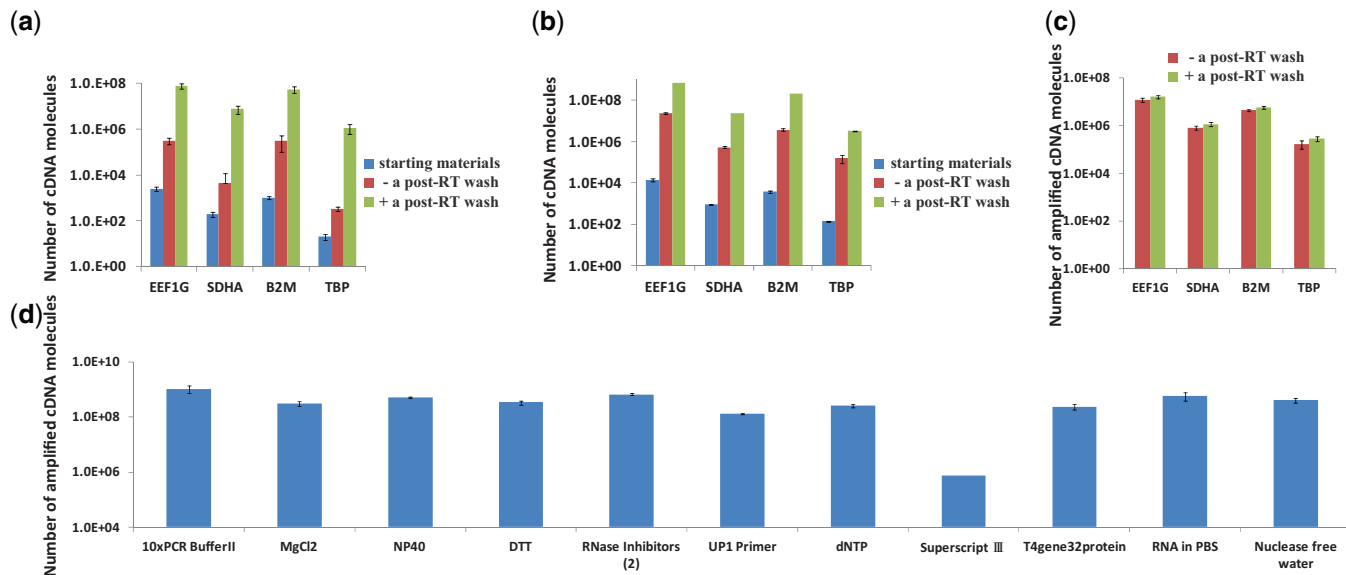 (a)
Number of cDNA molecules
1.0.E+08
1.0.E+06
1.0.E+04
1.0.E+02
1.0.E+00
EEF1G SDHA B2M TBP
starting materials
- a post-RT wash
+ a post-RT wash
(b)
Number of cDNA molecules
1.0.E+08
1.0.E+06
1.0.E+04
1.0.E+02
1.0.E+00
EEF1G SDHA B2M TBP
starting materials
- a post-RT wash
+ a post-RT wash
(c)
Number of amplified cDNA molecules
- a post-RT wash
+ a post-RT wash
1.0E+08
1.0E+06
1.0E+04
1.0E+02
1.0E+00
EEF1G SDHA B2M TBP
(d)
Number of amplified cDNA molecules
1.0E+10
1.0E+08
1.0E+06
1.0E+04
10xPCR BufferII MgCl2 NP40 DTT RNase Inhibitors UP1 Primer dNTP Superscript Ⅲ T4gene32protein RNA in PBS Nuclease free
(2) water